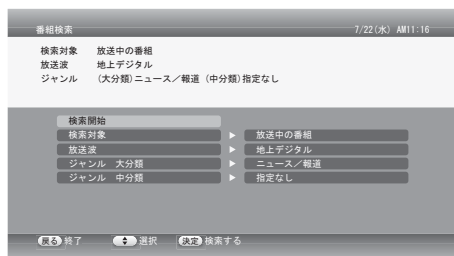 番組検索 7/22(水) AM11:16
検索対象 放送中の番組
放送波 地上デジタル
ジャンル (大分類)ニュース／報道 (中分類)指定なし
検索開始
検索対象 ▶ 放送中の番組
放送波 ▶ 地上デジタル
ジャンル 大分類 ▶ ニュース／報道
ジャンル 中分類 ▶ 指定なし
戻る 終了 選択 決定 検索する